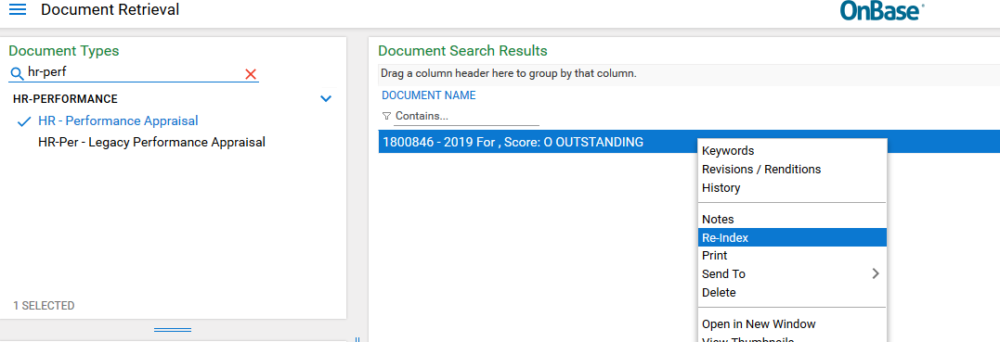 Document Retrieval
OnBase®
Document Types
hr-perf
HR-PERFORMANCE
HR - Performance Appraisal
HR-Per - Legacy Performance Appraisal
1 SELECTED
Document Search Results
Drag a column header here to group by that column.
DOCUMENT NAME
Contains...
1800846 - 2019 For , Score: O OUTSTANDING
Keywords
Revisions / Renditions
History
Notes
Re-Index
Print
Send To
Delete
Open in New Window
View Thumbnails